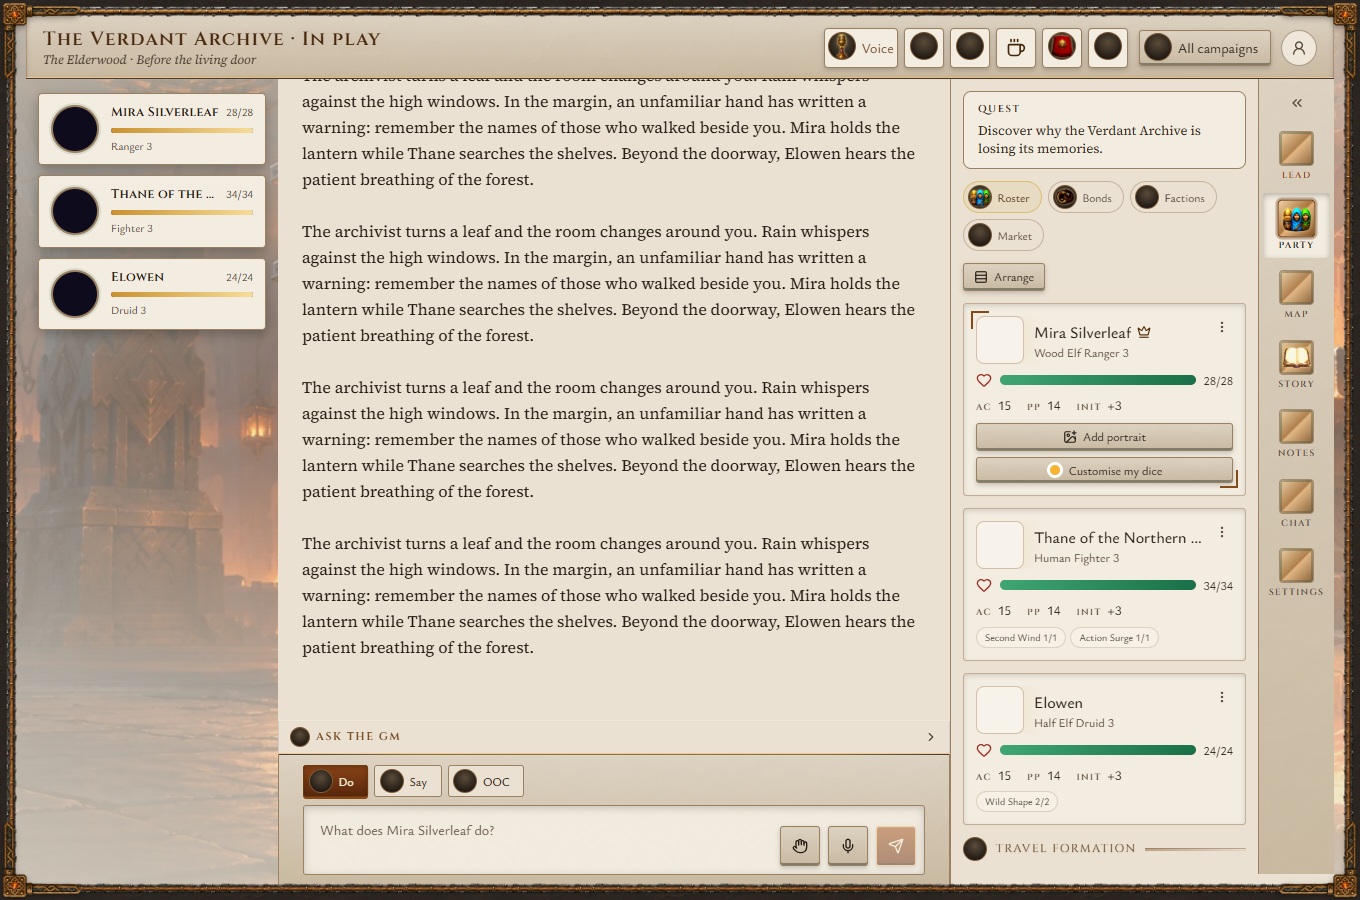 The Verdant Archive · In play
The Elderwood · Before the living door
Voice
All campaigns
Mira Silverleaf 28/28
Ranger 3
Thane of the ... 34/34
Fighter 3
Elowen 24/24
Druid 3
The archivist turns a leaf and the room changes around you. Rain whispers
against the high windows. In the margin, an unfamiliar hand has written a
warning: remember the names of those who walked beside you. Mira holds the
lantern while Thane searches the shelves. Beyond the doorway, Elowen hears the
patient breathing of the forest.
The archivist turns a leaf and the room changes around you. Rain whispers
against the high windows. In the margin, an unfamiliar hand has written a
warning: remember the names of those who walked beside you. Mira holds the
lantern while Thane searches the shelves. Beyond the doorway, Elowen hears the
patient breathing of the forest.
The archivist turns a leaf and the room changes around you. Rain whispers
against the high windows. In the margin, an unfamiliar hand has written a
warning: remember the names of those who walked beside you. Mira holds the
lantern while Thane searches the shelves. Beyond the doorway, Elowen hears the
patient breathing of the forest.
The archivist turns a leaf and the room changes around you. Rain whispers
against the high windows. In the margin, an unfamiliar hand has written a
warning: remember the names of those who walked beside you. Mira holds the
lantern while Thane searches the shelves. Beyond the doorway, Elowen hears the
patient breathing of the forest.
ASK THE GM
Do
Say
OOC
What does Mira Silverleaf do?
QUEST
Discover why the Verdant Archive is
losing its memories.
Roster
Bonds
Factions
Market
Arrange
Mira Silverleaf
Wood Elf Ranger 3
28/28
AC 15 PP 14 INIT +3
Add portrait
Customise my dice
Thane of the Northern ...
Human Fighter 3
34/34
AC 15 PP 14 INIT +3
Second Wind 1/1
Action Surge 1/1
Elowen
Half Elf Druid 3
24/24
AC 15 PP 14 INIT +3
Wild Shape 2/2
TRAVEL FORMATION
LEAD
PARTY
MAP
STORY
NOTES
CHAT
SETTINGS